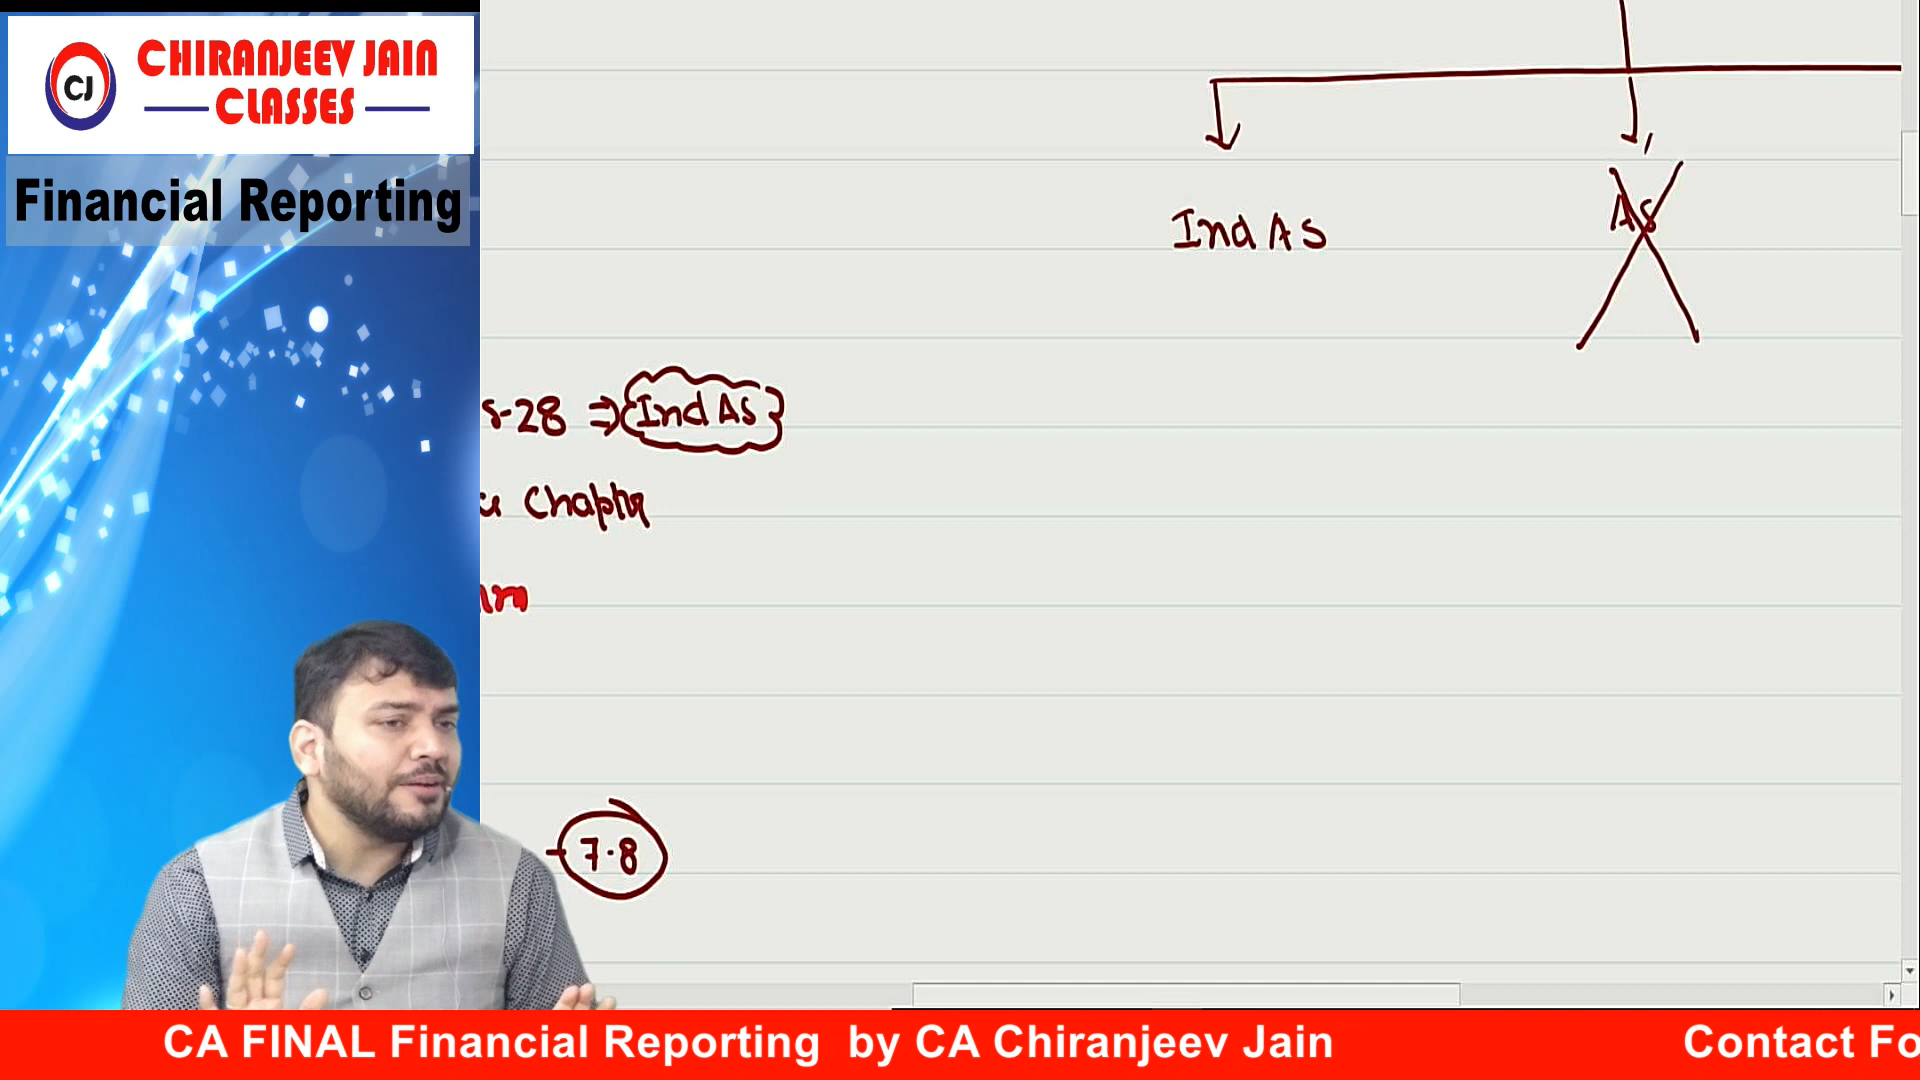 CHIRANJEEV JAIN
CLASSES
CJ
Financial Reporting
Ind AS
AS
-28 ⇒ Ind AS
Chapter
7.8
CA FINAL Financial Reporting by CA Chiranjeev Jain
Contact Fo